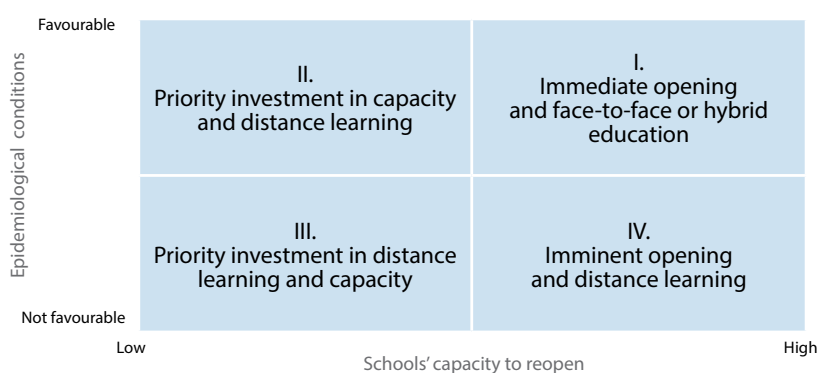 Favourable
Epidemiological conditions
II.
Priority investment in capacity
and distance learning
I.
Immediate opening
and face-to-face or hybrid
education
III.
Priority investment in distance
learning and capacity
IV.
Imminent opening
and distance learning
Not favourable
Low
High
Schools’ capacity to reopen